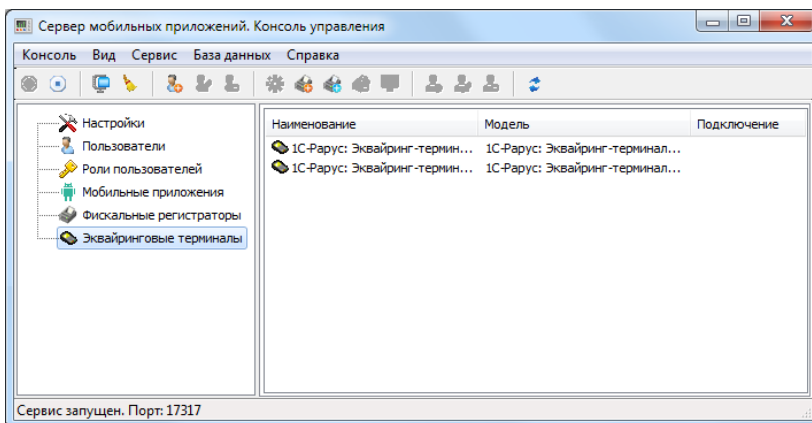 Сервер мобильных приложений. Консоль управления
Консоль Вид Сервис База данных Справка
Настройки
Пользователи
Роли пользователей
Мобильные приложения
Фискальные регистраторы
Эквайринговые терминалы
Наименование Модель Подключение
1С-Рарус: Эквайринг-термин... 1С-Рарус: Эквайринг-терминал...
1С-Рарус: Эквайринг-термин... 1С-Рарус: Эквайринг-терминал...
Сервис запущен. Порт: 17317